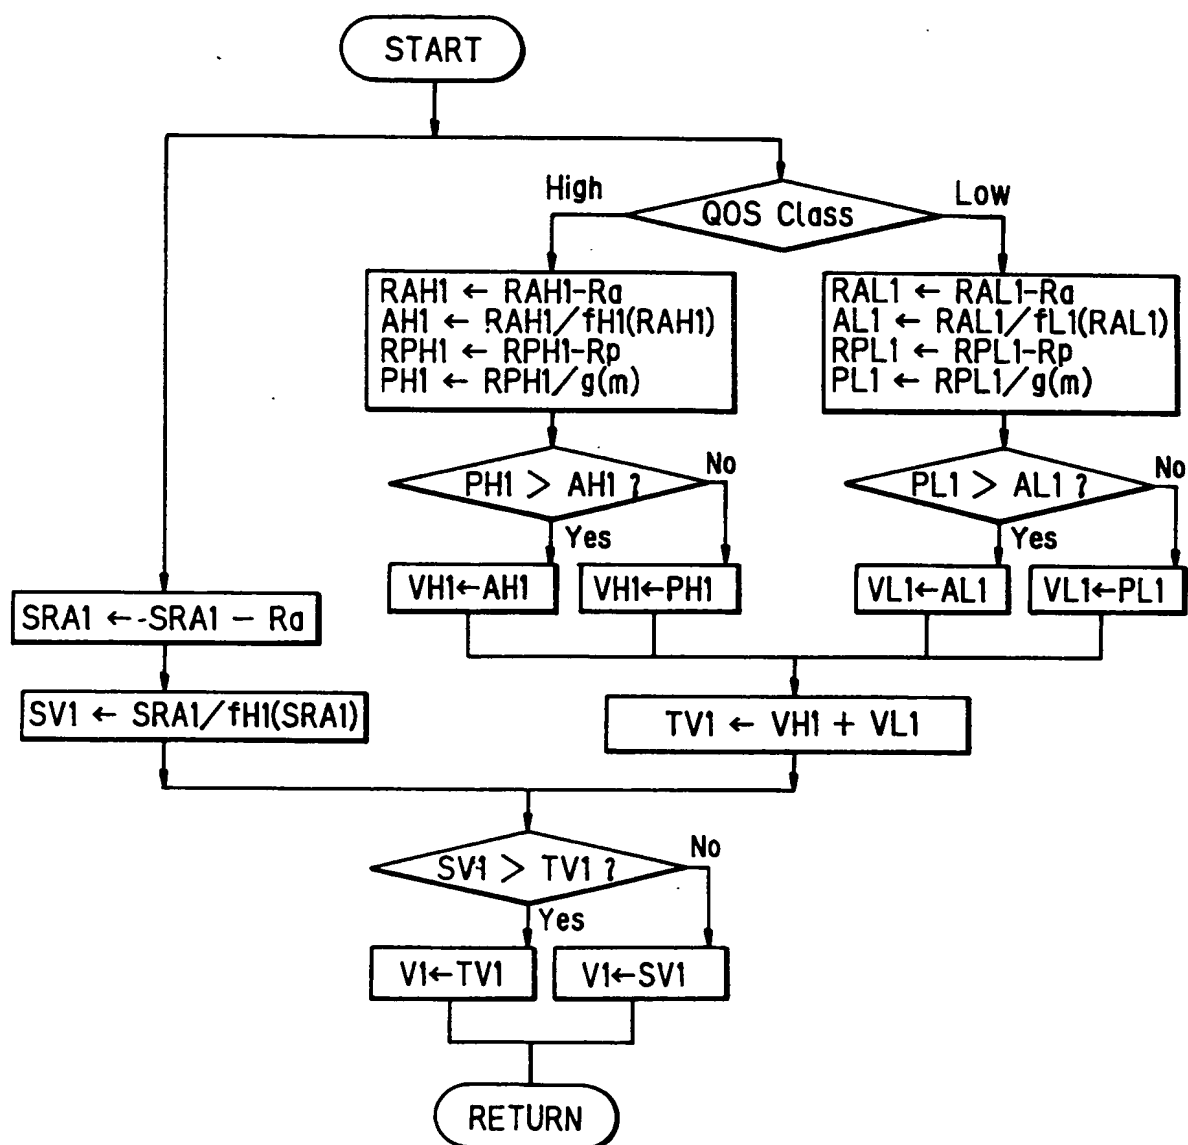 START
High
Low
QOS Class
RAH1 ← RAH1-Ra
AH1 ← RAH1/fH1(RAH1)
RPH1 ← RPH1-Rp
PH1 ← RPH1/g(m)
RAL1 ← RAL1-Ra
AL1 ← RAL1/fL1(RAL1)
RPL1 ← RPL1-Rp
PL1 ← RPL1/g(m)
PH1 > AH1 ?
No
Yes
PL1 > AL1 ?
No
Yes
VH1←AH1
VH1←PH1
VL1←AL1
VL1←PL1
SRA1 ← SRA1 − Ra
SV1 ← SRA1/fH1(SRA1)
TV1 ← VH1 + VL1
SV1 > TV1 ?
No
Yes
V1←TV1
V1←SV1
RETURN